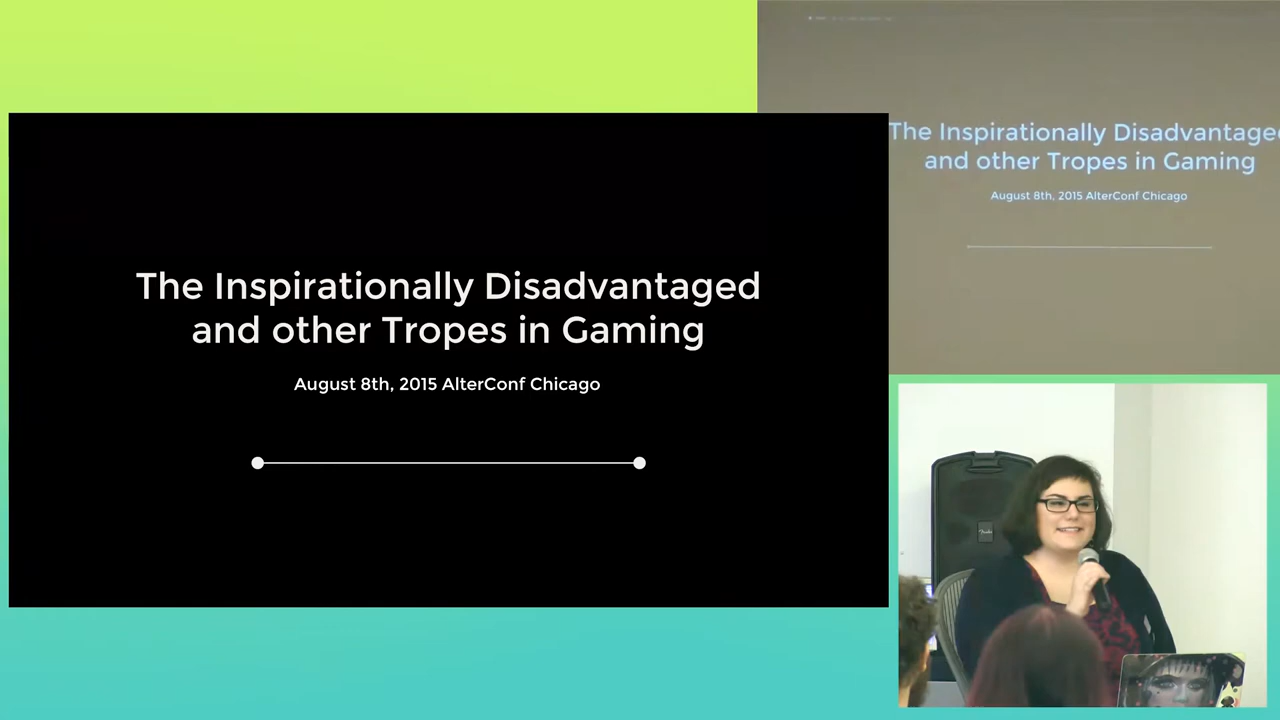 The Inspirationally Disadvantaged
and other Tropes in Gaming
August 8th, 2015 AlterConf Chicago
The Inspirationally Disadvantaged
and other Tropes in Gaming
August 8th, 2015 AlterConf Chicago
Fender